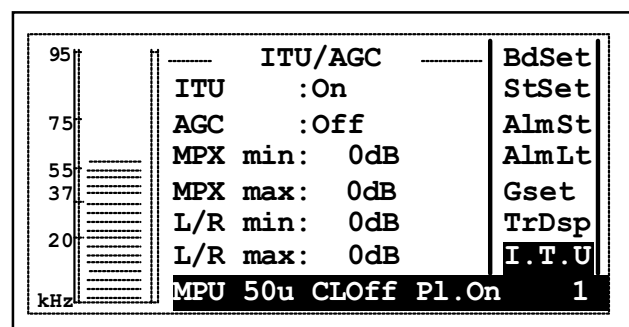 95
75
55
37
20
kHz
ITU/AGC
ITU :On
AGC :Off
MPX min: 0dB
MPX max: 0dB
L/R min: 0dB
L/R max: 0dB
BdSet
StSet
AlmSt
AlmLt
Gset
TrDsp
I.T.U
MPU 50u CLOff Pl.On 1